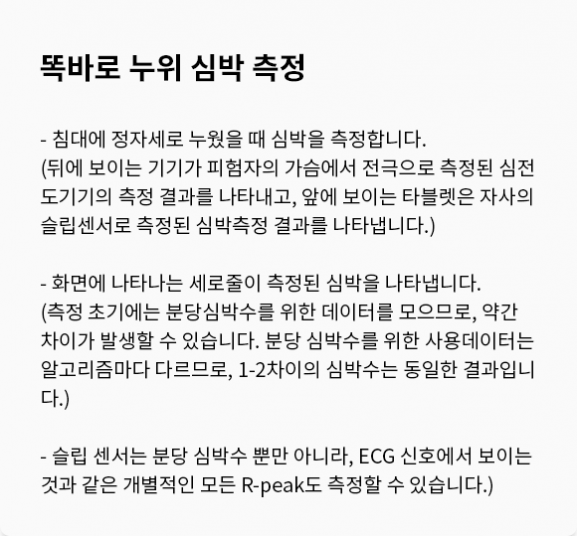 똑바로 누위 심박 측정
- 침대에 정자세로 누웠을 때 심박을 측정합니다.
(뒤에 보이는 기기가 피험자의 가슴에서 전극으로 측정된 심전
도기기의 측정 결과를 나타내고, 앞에 보이는 타블렛은 자사의
슬립센서로 측정된 심박측정 결과를 나타냅니다.)
- 화면에 나타나는 세로줄이 측정된 심박을 나타냅니다.
(측정 초기에는 분당심박수를 위한 데이터를 모으므로, 약간
차이가 발생할 수 있습니다. 분당 심박수를 위한 사용데이터는
알고리즘마다 다르므로, 1-2차이의 심박수는 동일한 결과입니
다.)
- 슬립 센서는 분당 심박수 뿐만 아니라, ECG 신호에서 보이는
것과 같은 개별적인 모든 R-peak도 측정할 수 있습니다.)